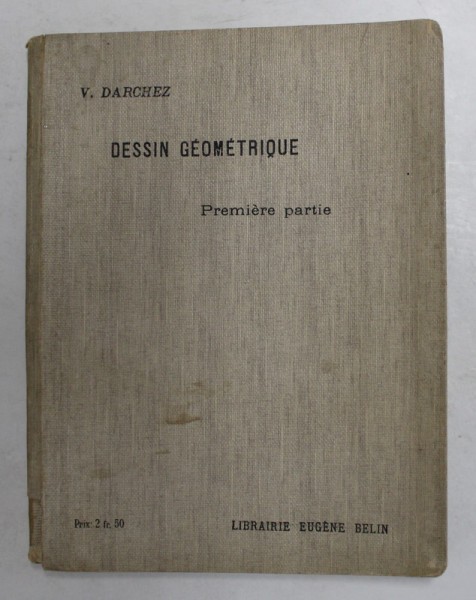 V. DARCHEZ
DESSIN GÉOMÉTRIQUE
Première partie
Prix: 2 fr. 50
LIBRAIRIE EUGÈNE BELIN